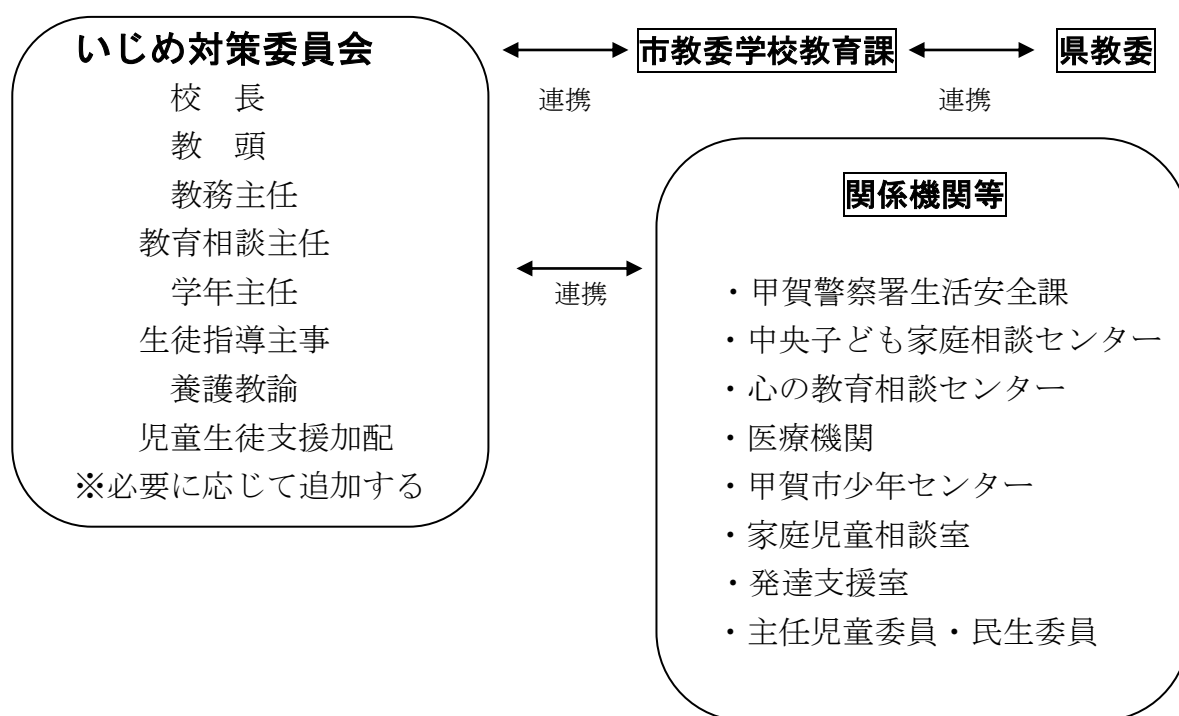 いじめ対策委員会
校　長
教　頭
教務主任
教育相談主任
学年主任
生徒指導主事
養護教諭
児童生徒支援加配
※必要に応じて追加する
連携
市教委学校教育課
連携
県教委
連携
関係機関等
・甲賀警察署生活安全課
・中央子ども家庭相談センター
・心の教育相談センター
・医療機関
・甲賀市少年センター
・家庭児童相談室
・発達支援室
・主任児童委員・民生委員